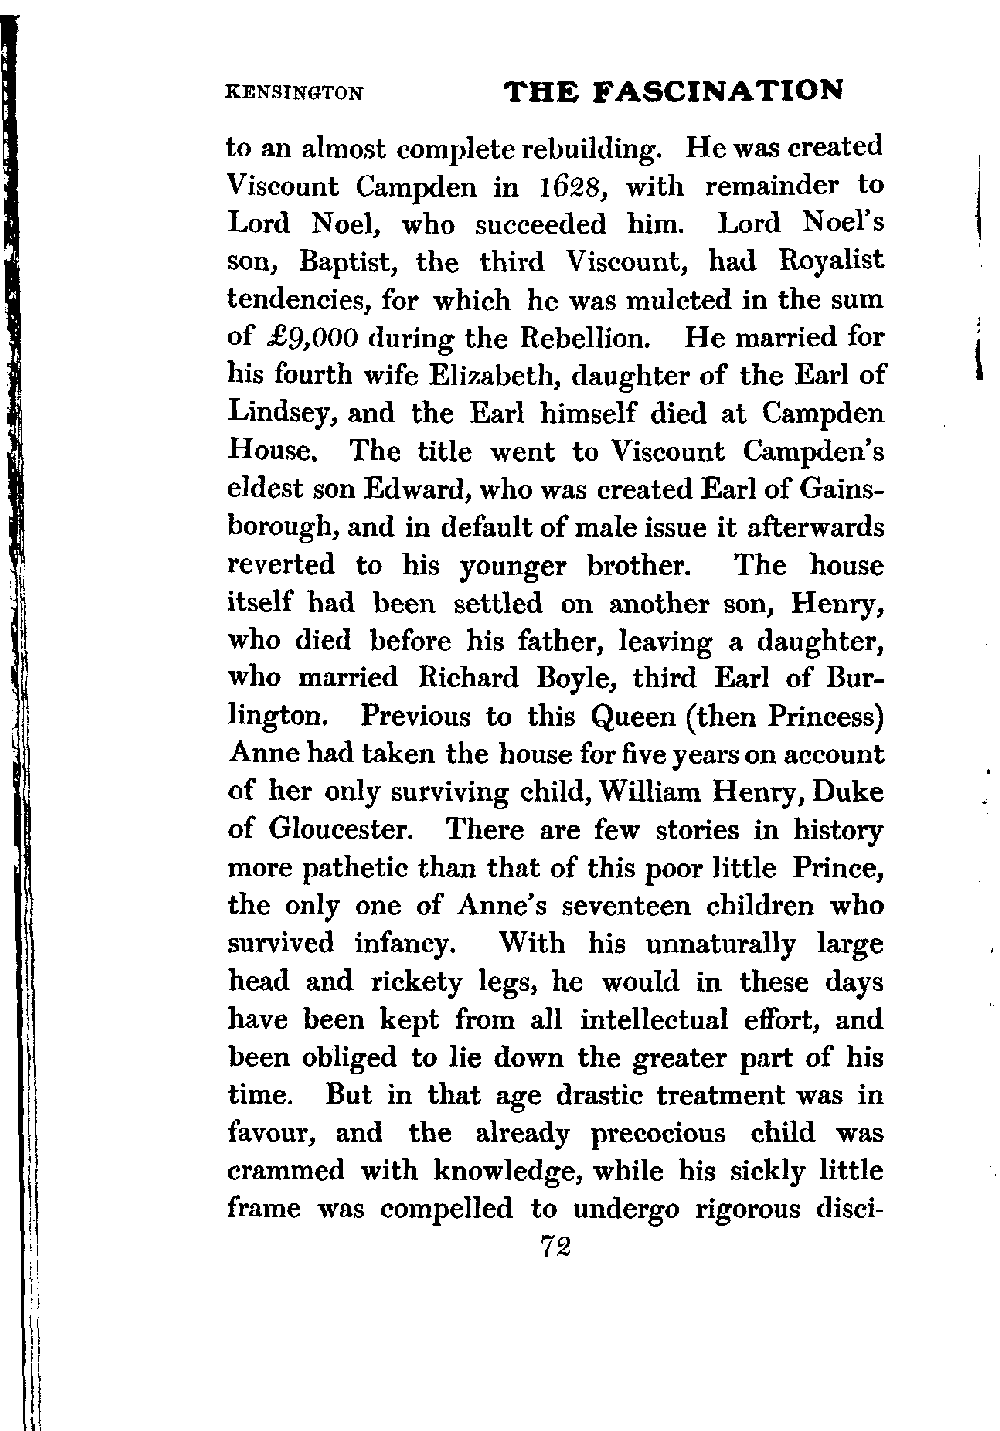 KENSINGTON THE FASCINATION
to an almost complete rebuilding. He was created
Viscount Campden in 1628, with remainder to
Lord Noel, who succeeded him. Lord Noel's
son, Baptist, the third Viscount, had Royalist
tendencies, for which he was mulcted in the sum
of £9,000 during the Rebellion. He married for
his fourth wife Elizabeth, daughter of the Earl of
Lindsey, and the Earl himself died at Campden
House. The title went to Viscount Campden's
eldest son Edward, who was created Earl of Gains-
borough, and in default of male issue it afterwards
reverted to his younger brother. The house
itself had been settled on another son, Henry,
who died before his father, leaving a daughter,
who married Richard Boyle, third Earl of Bur-
lington. Previous to this Queen (then Princess)
Anne had taken the house for five years on account
of her only surviving child, William Henry, Duke
of Gloucester. There are few stories in history
more pathetic than that of this poor little Prince,
the only one of Anne's seventeen children who
survived infancy. With his unnaturally large
head and rickety legs, he would in these days
have been kept from all intellectual effort, and
been obliged to lie down the greater part of his
time. But in that age drastic treatment was in
favour, and the already precocious child was
crammed with knowledge, while his sickly little
frame was compelled to undergo rigorous disci-
72